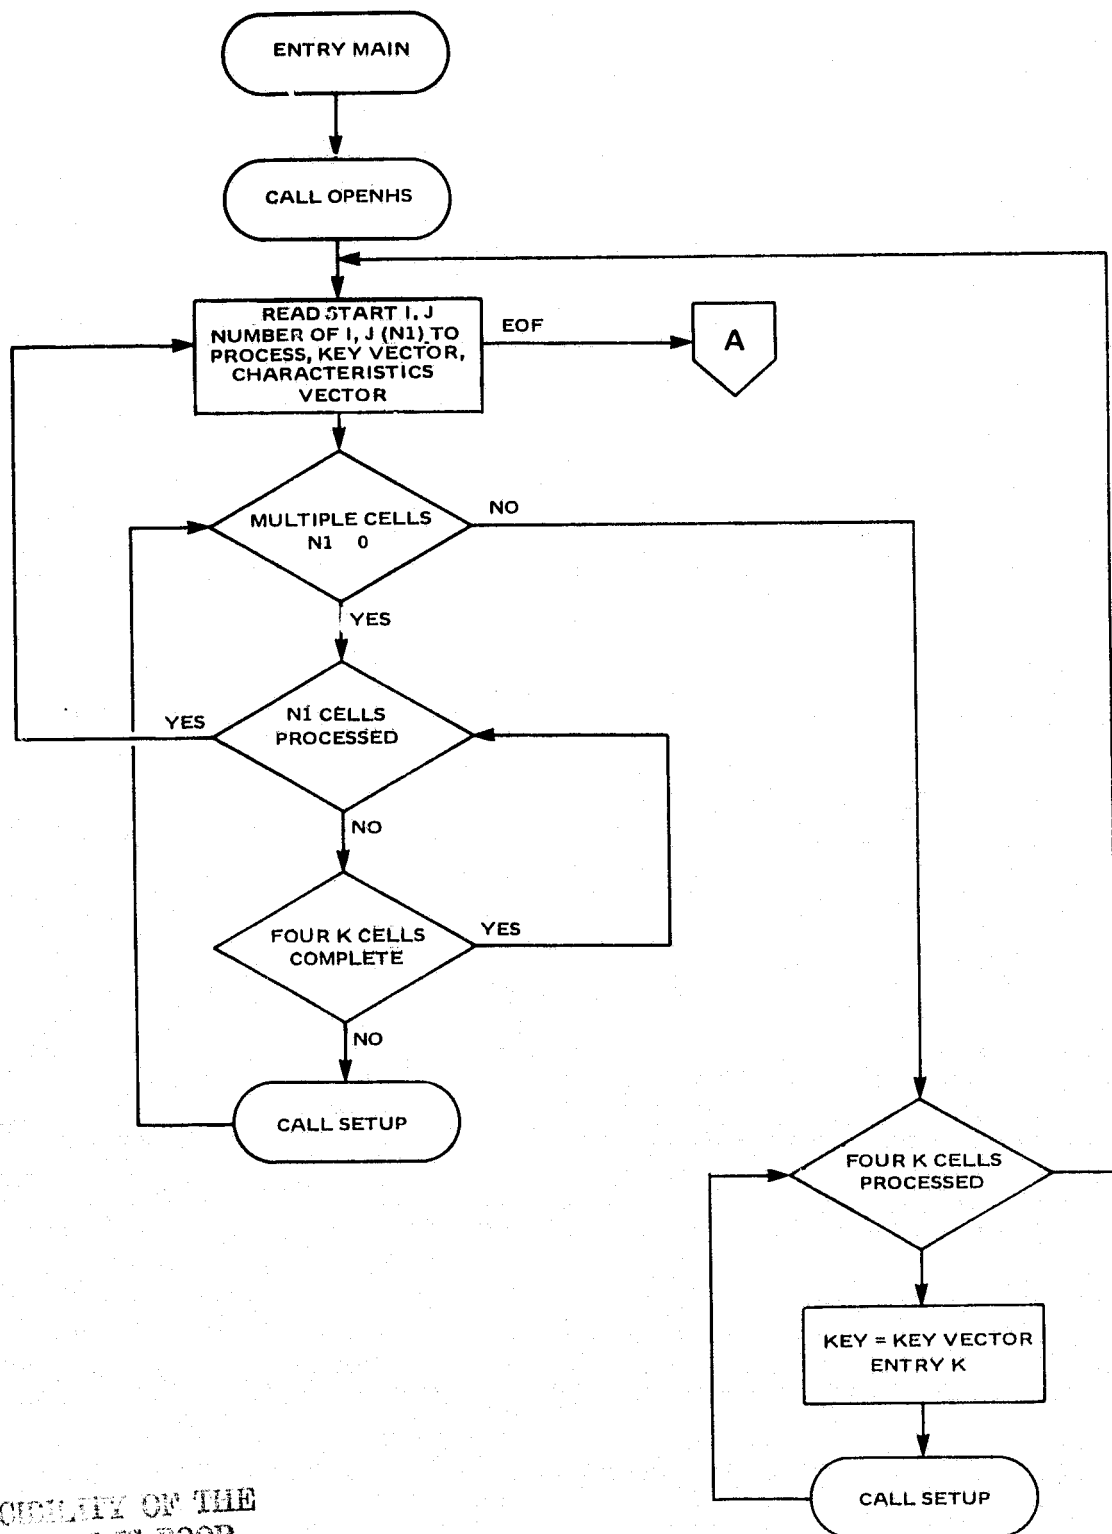 ENTRY MAIN
CALL OPENHS
READ START I, J
NUMBER OF I, J (N1) TO
PROCESS, KEY VECTOR,
CHARACTERISTICS
VECTOR
EOF
A
MULTIPLE CELLS
N1 0
NO
YES
N1 CELLS
PROCESSED
YES
NO
FOUR K CELLS
COMPLETE
YES
NO
CALL SETUP
FOUR K CELLS
PROCESSED
KEY = KEY VECTOR
ENTRY K
CALL SETUP
OF THE